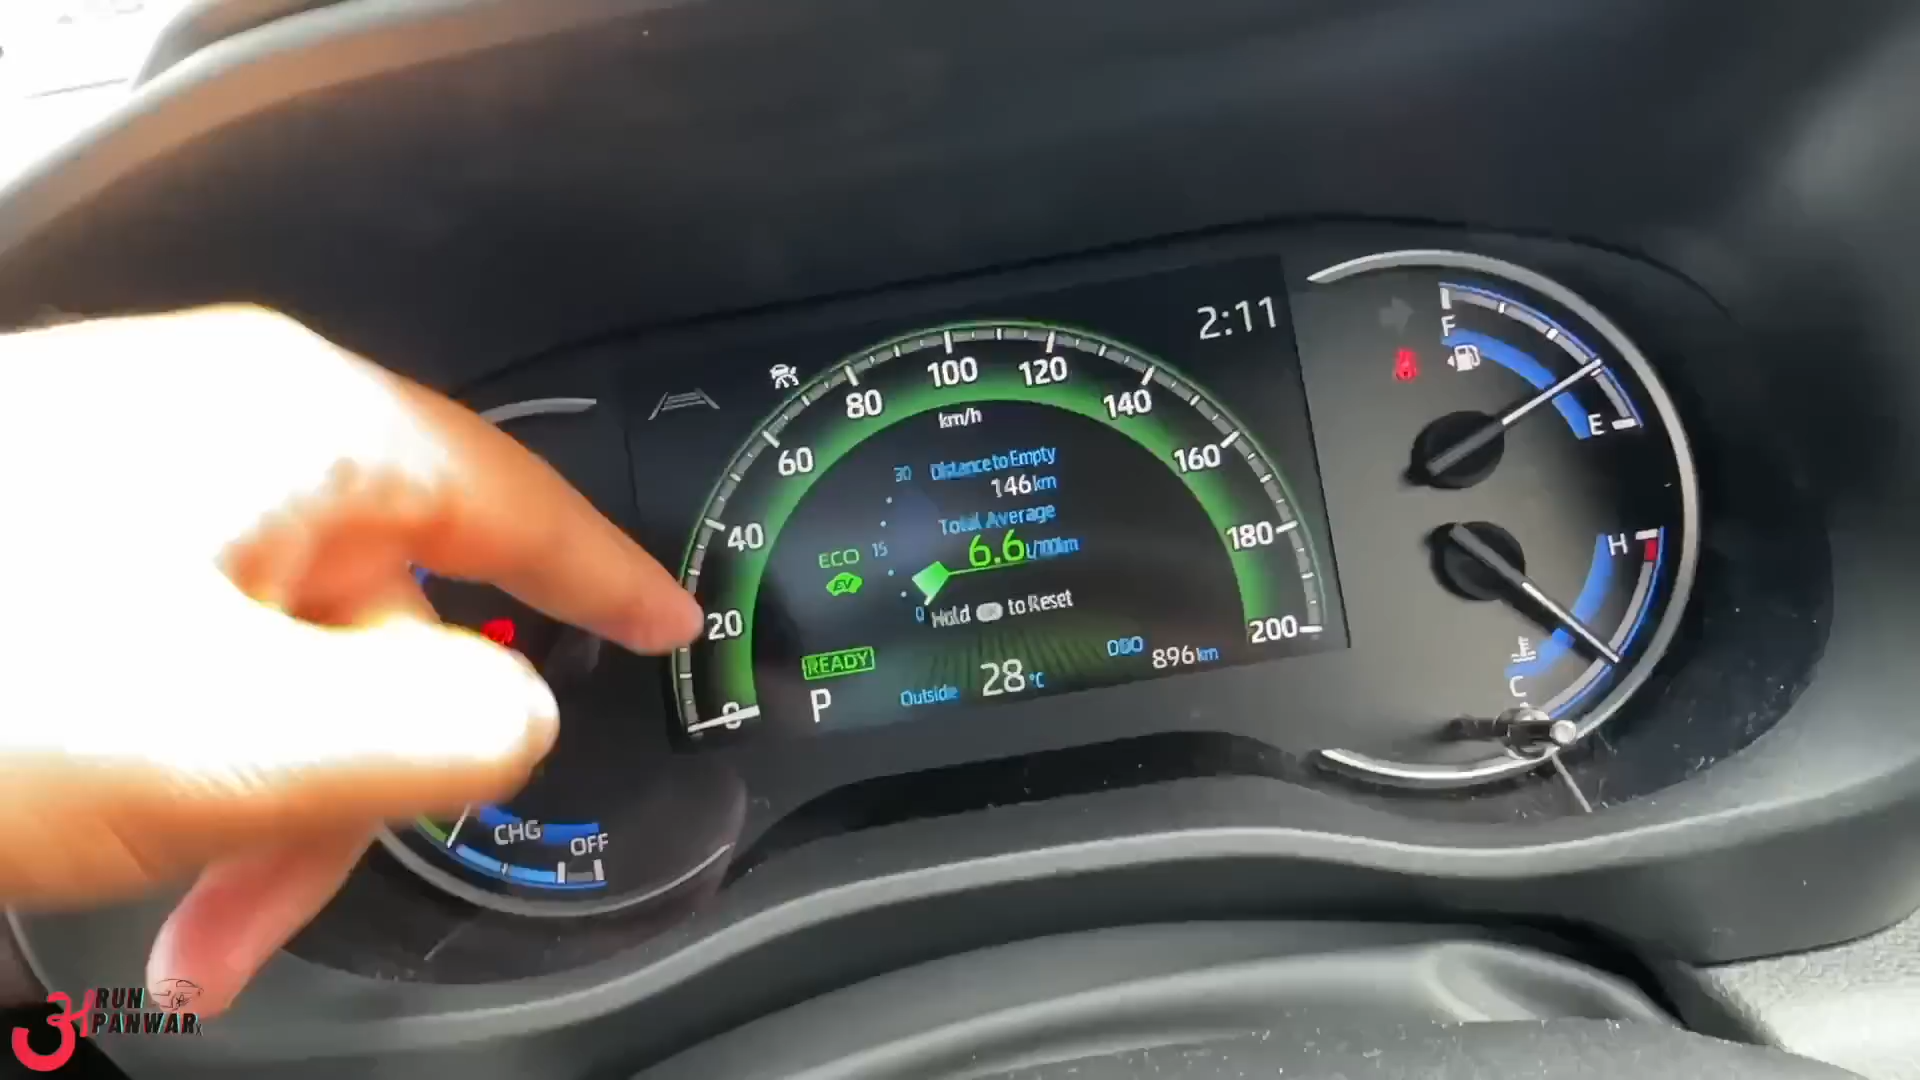 2:11
100
120
80
140
km/h
60
160
30
Distance to Empty
146km
Total Average
40
180
ECO
15
6.6L/100km
EV
0
Hold to Reset
20
200
READY
ODO
896km
P
Outside
28°C
0
F
E
H
C
CHG
OFF
अ
RUN
PANWAR